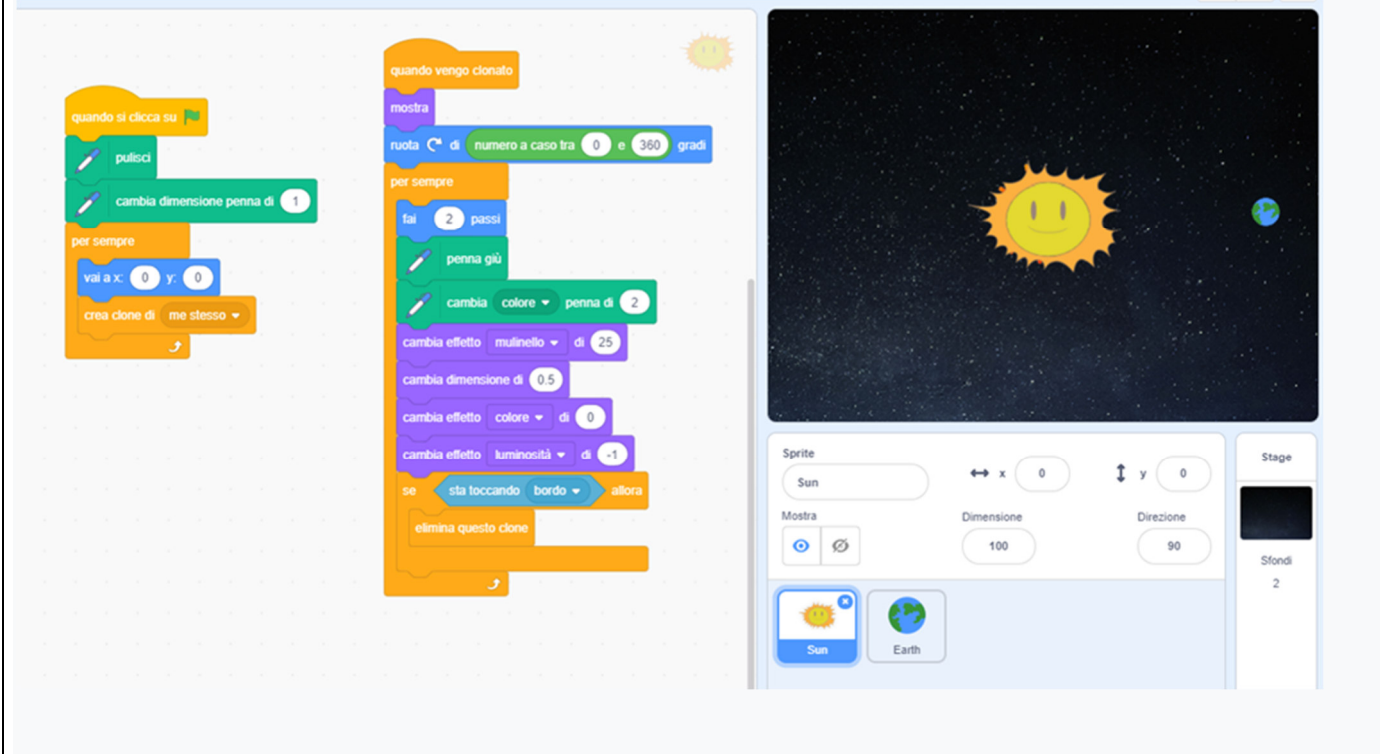 quando si clicca su
pulisci
cambia dimensione penna di 1
per sempre
vai a x: 0 y: 0
crea clone di me stesso
quando vengo clonato
mostra
ruota di numero a caso tra 0 e 360 gradi
per sempre
fai 2 passi
penna giù
cambia colore penna di 2
cambia effetto mulinello di 25
cambia dimensione di 0.5
cambia effetto colore di 0
cambia effetto luminosità di -1
se sta toccando bordo allora
elimina questo clone
Sprite
Sun
x 0
y 0
Mostra
Dimensione
100
Direzione
90
Sun
Earth
Stage
Sfondi
2